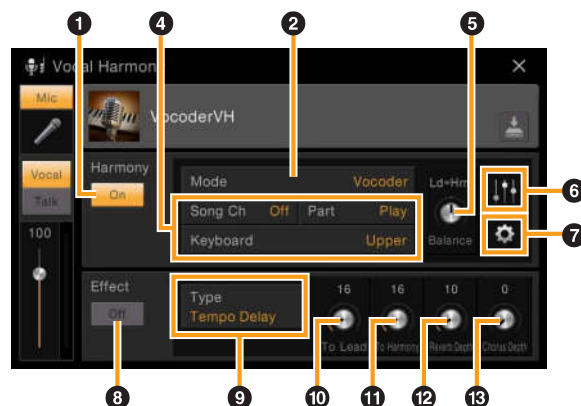 1 4 2 5
Vocal Harmony
Mic
VocoderVH
Vocal
Talk
Harmony
On
Mode Vocoder
Song Ch Off Part Play
Keyboard Upper
Ld=Hrm
Balance
6
7
100
Effect
Off
Type
Tempo Delay
16 16 10 0
To Lead To Harmony Reverb Depth Chorus Depth
8 9 10 11 12 13